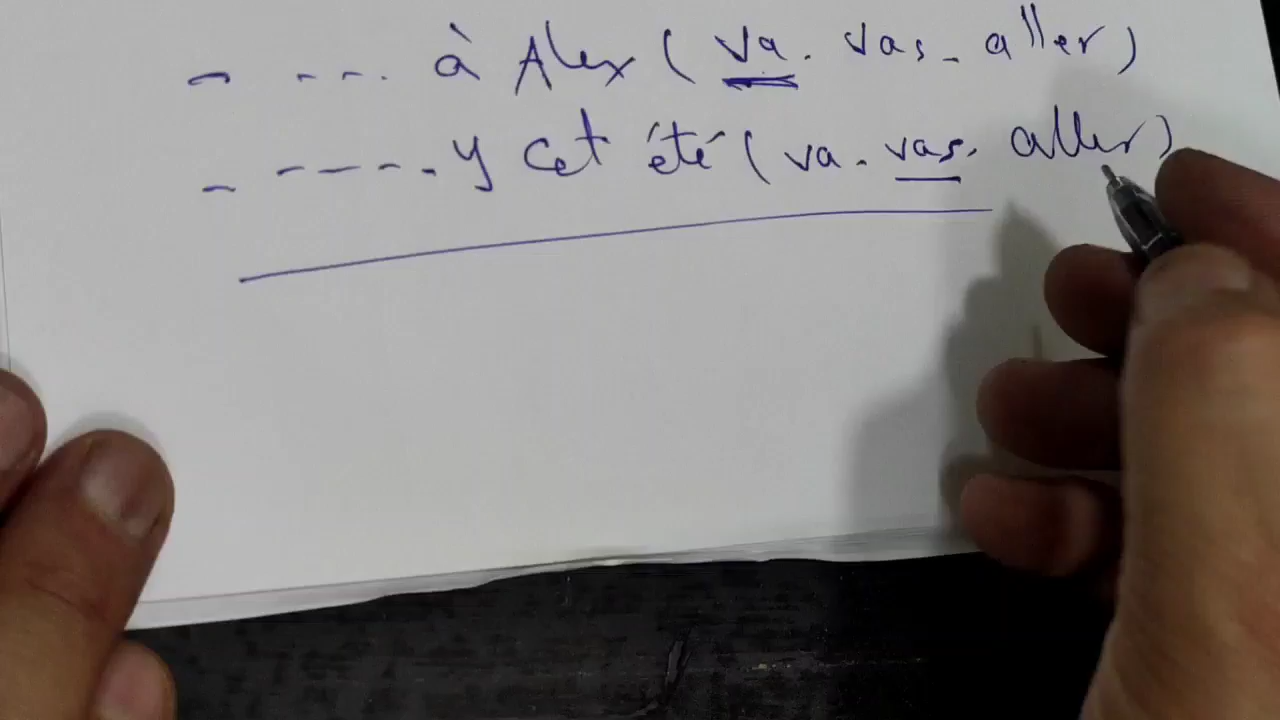 - .... à Alex (va. vas- aller)
- ----. y cet été (va. vas. aller)